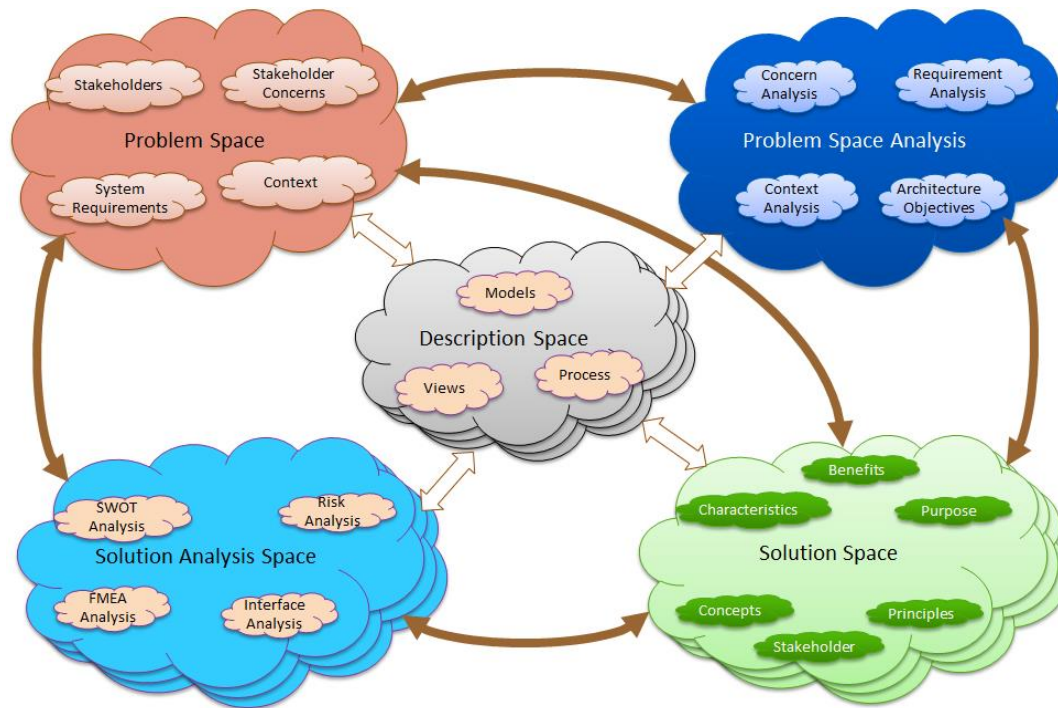 Stakeholders
Stakeholder
Concerns
Problem Space
System
Requirements
Context
Concern
Analysis
Requirement
Analysis
Problem Space Analysis
Context
Analysis
Architecture
Objectives
Models
Description Space
Views
Process
SWOT
Analysis
Risk
Analysis
Solution Analysis Space
FMEA
Analysis
Interface
Analysis
Benefits
Characteristics
Purpose
Solution Space
Concepts
Principles
Stakeholder